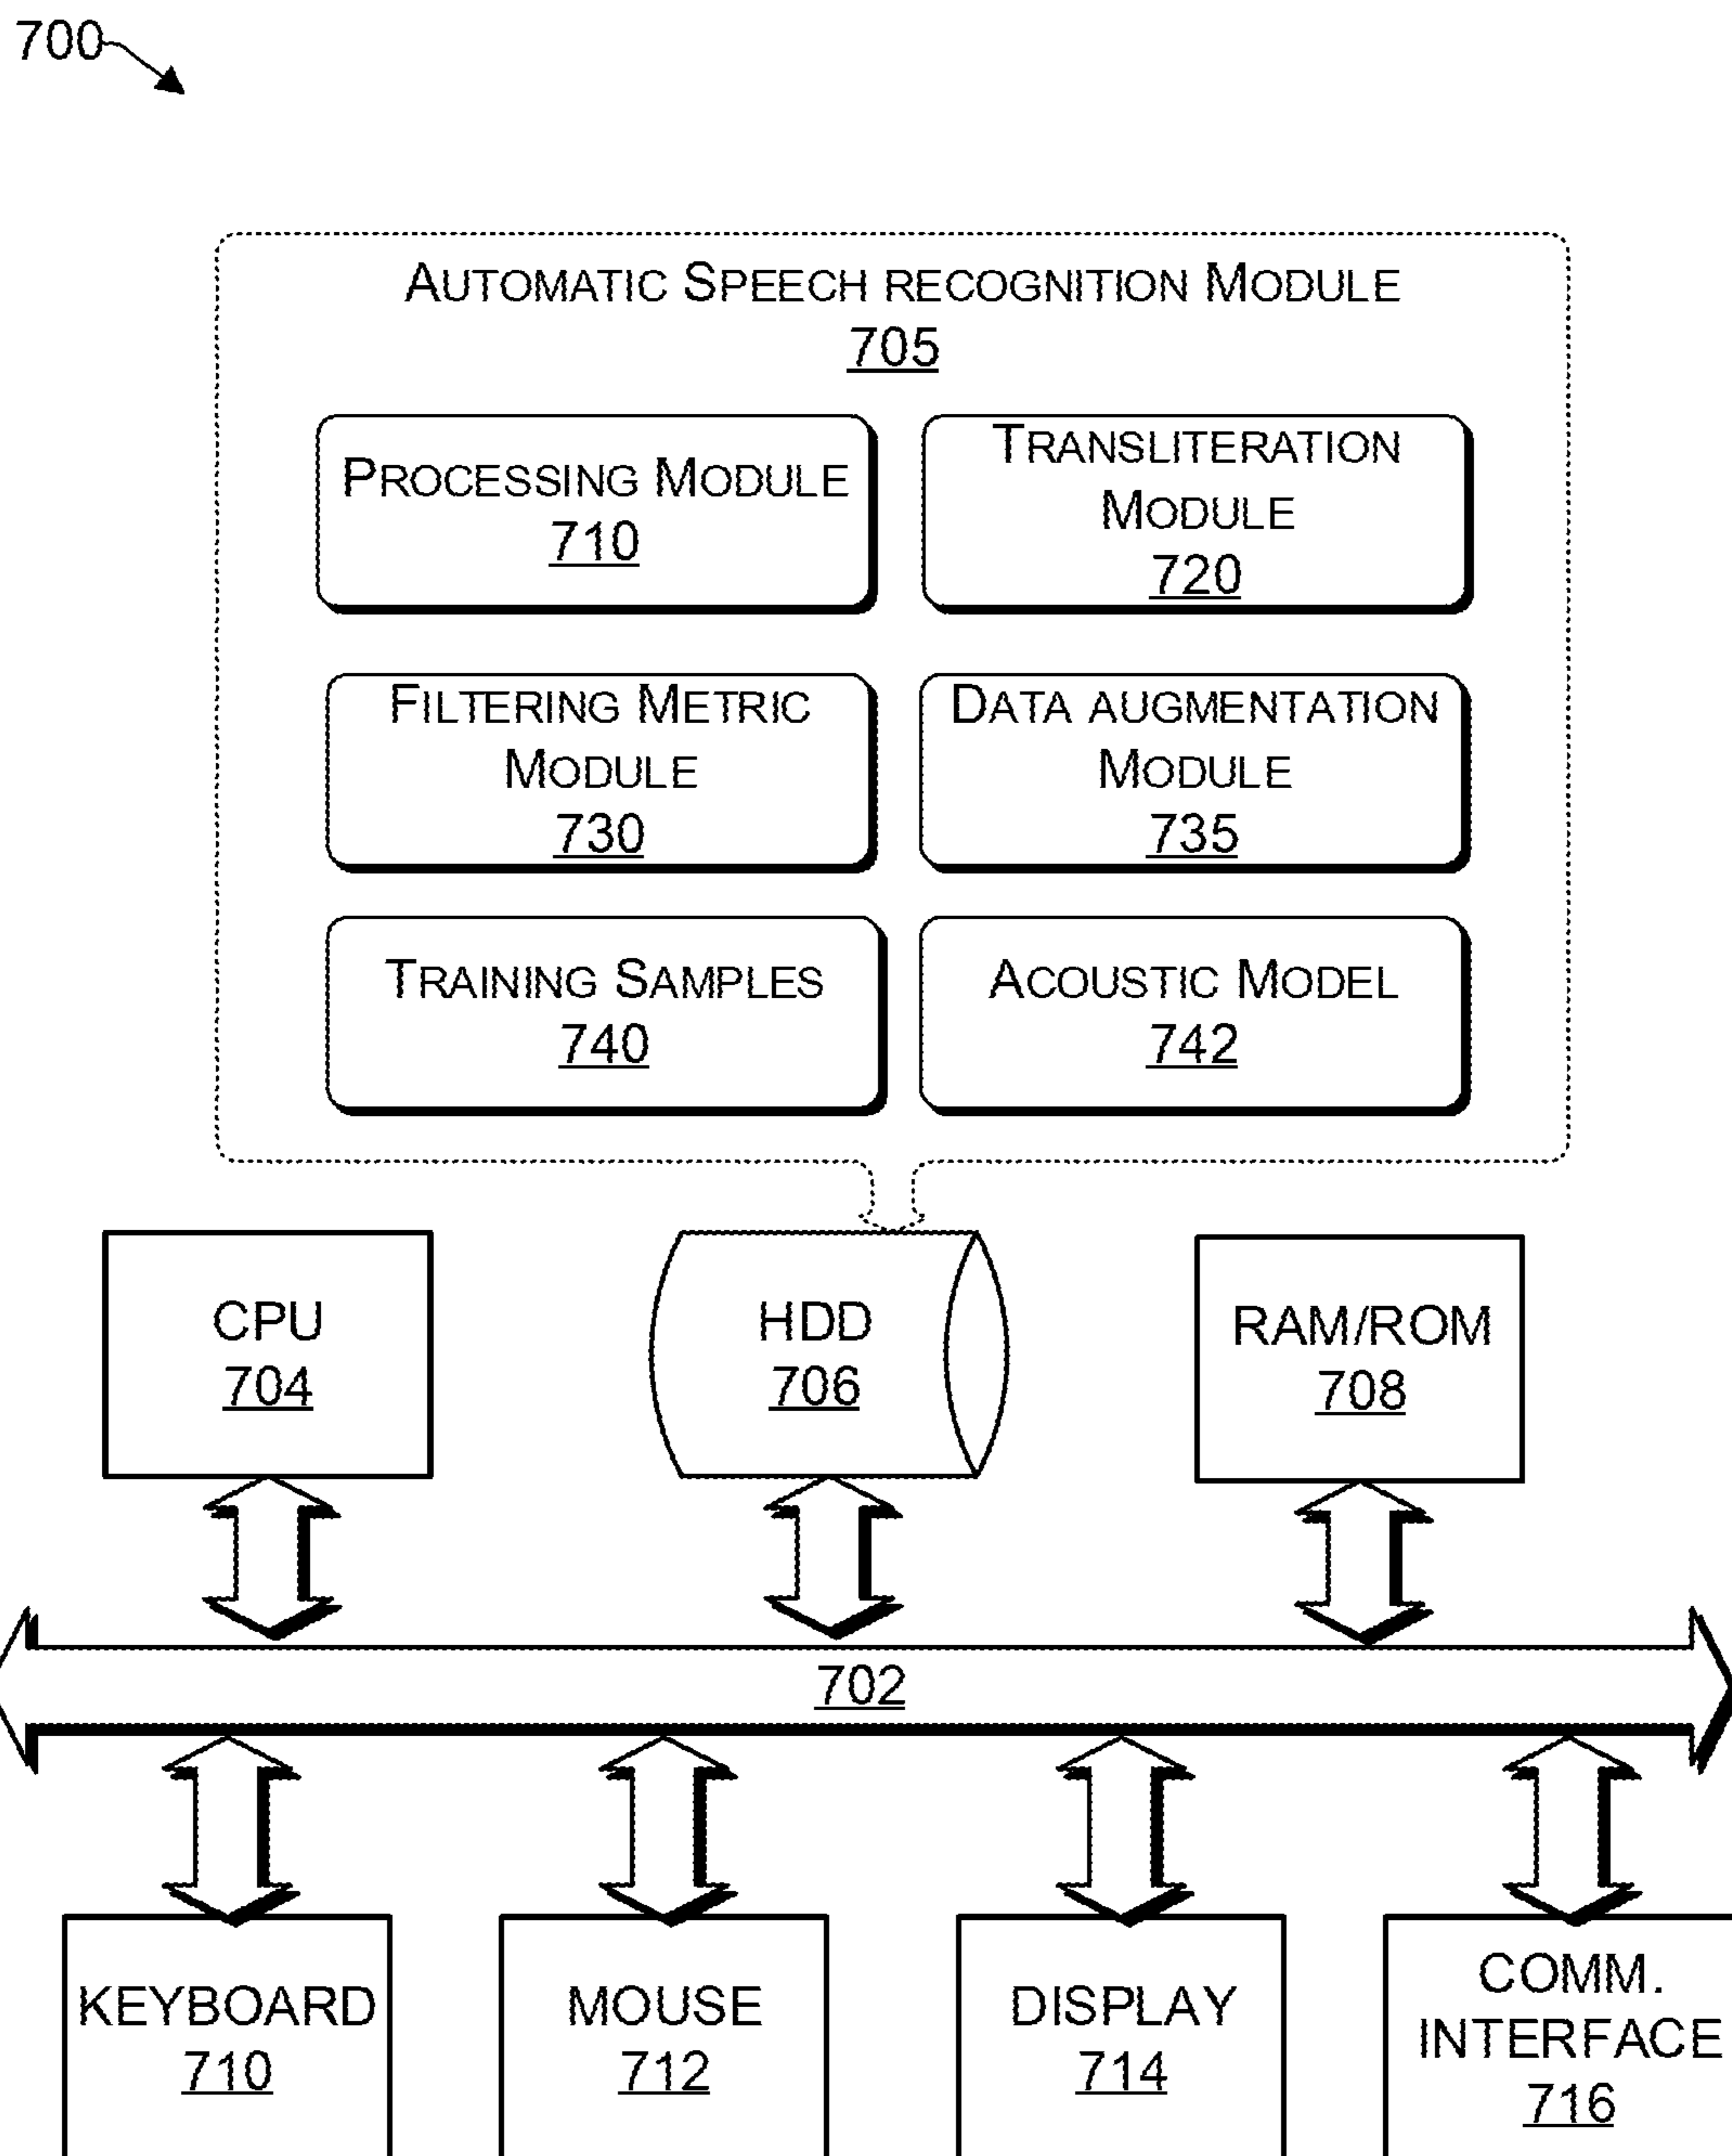 700
AUTOMATIC SPEECH RECOGNITION MODULE
705
PROCESSING MODULE
710
TRANSLITERATION
MODULE
720
FILTERING METRIC
MODULE
730
DATA AUGMENTATION
MODULE
735
TRAINING SAMPLES
740
ACOUSTIC MODEL
742
CPU
704
HDD
706
RAM/ROM
708
702
KEYBOARD
710
MOUSE
712
DISPLAY
714
COMM.
INTERFACE
716